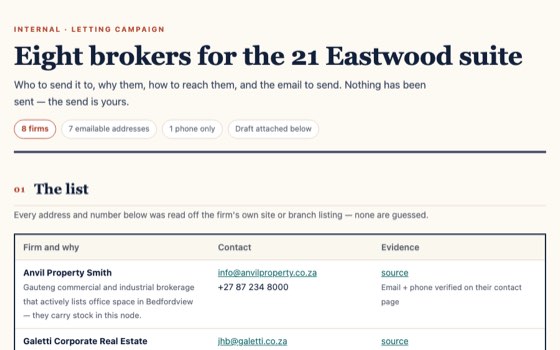 INTERNAL · LETTING CAMPAIGN
Eight brokers for the 21 Eastwood suite
Who to send it to, why them, how to reach them, and the email to send. Nothing has been
sent — the send is yours.
8 firms 7 emailable addresses 1 phone only Draft attached below
01 The list
Every address and number below was read off the firm's own site or branch listing — none are guessed.
Firm and why Contact Evidence
Anvil Property Smith info@anvilproperty.co.za source
Gauteng commercial and industrial brokerage +27 87 234 8000 Email + phone verified on their contact
that actively lists office space in Bedfordview page
— they carry stock in this node.
Galetti Corporate Real Estate jhb@galetti.co.za source